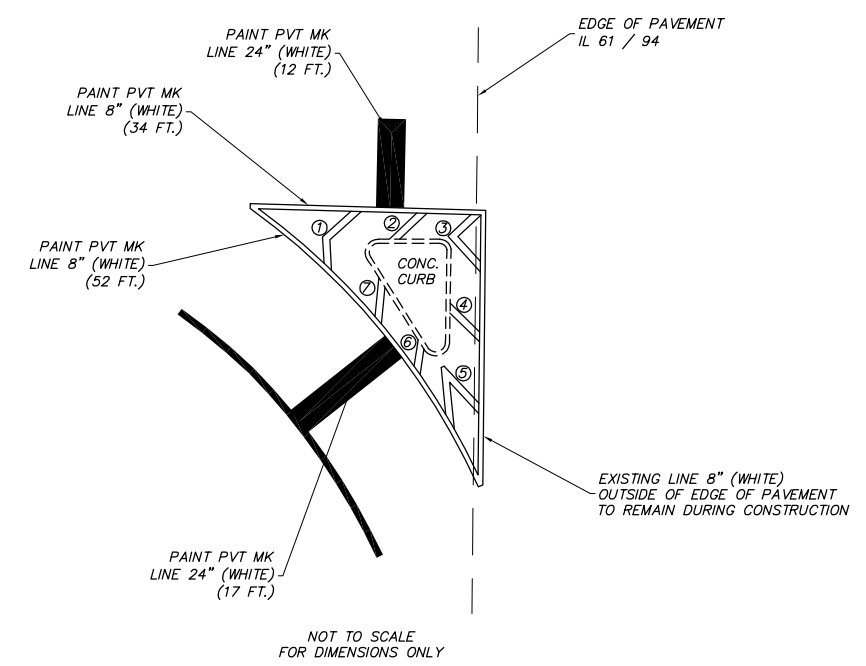 PAINT PVT MK
LINE 24" (WHITE)
(12 FT.)
EDGE OF PAVEMENT
IL 61 / 94
PAINT PVT MK
LINE 8" (WHITE)
(34 FT.)
1
2
3
PAINT PVT MK
LINE 8" (WHITE)
(52 FT.)
CONC.
CURB
7
4
6
5
EXISTING LINE 8" (WHITE)
OUTSIDE OF EDGE OF PAVEMENT
TO REMAIN DURING CONSTRUCTION
PAINT PVT MK
LINE 24" (WHITE)
(17 FT.)
NOT TO SCALE
FOR DIMENSIONS ONLY